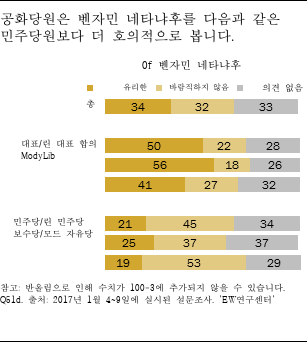 공화당원은 벤자민 네타냐후를 다음과 같은
민주당원보다 더 호의적으로 봅니다.
Of 벤자민 네타냐후
유리한 바람직하지 않음 의견 없음
총 34 32 33
대표/린 대표 합의 50 22 28
ModyLib 56 18 26
41 27 32
민주당/린 민주당 21 45 34
보수당/모드 자유당 25 37 37
19 53 29
참고: 반올림으로 인해 수치가 100-3에 추가되지 않을 수 있습니다.
Q51d. 출처: 2017년 1월 4~9일에 실시된 설문조사. 'EW연구센터'